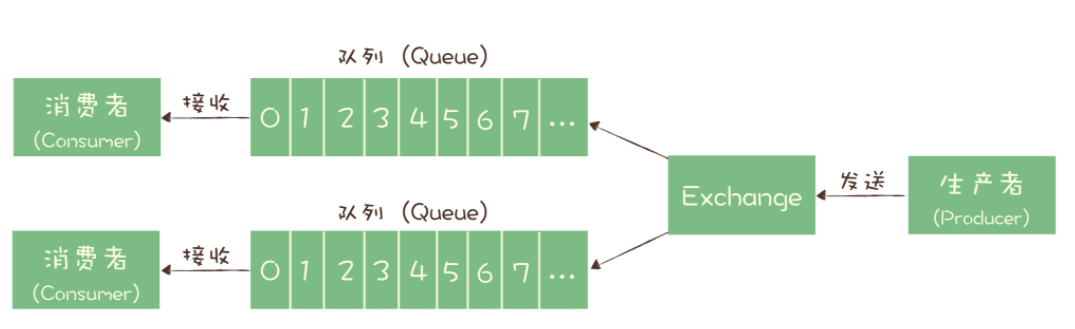 队列 (Queue)
消费者
(Consumer)
接收
0 1 2 3 4 5 6 7 ...
Exchange
发送
生产者
(Producer)
队列 (Queue)
消费者
(Consumer)
接收
0 1 2 3 4 5 6 7 ...